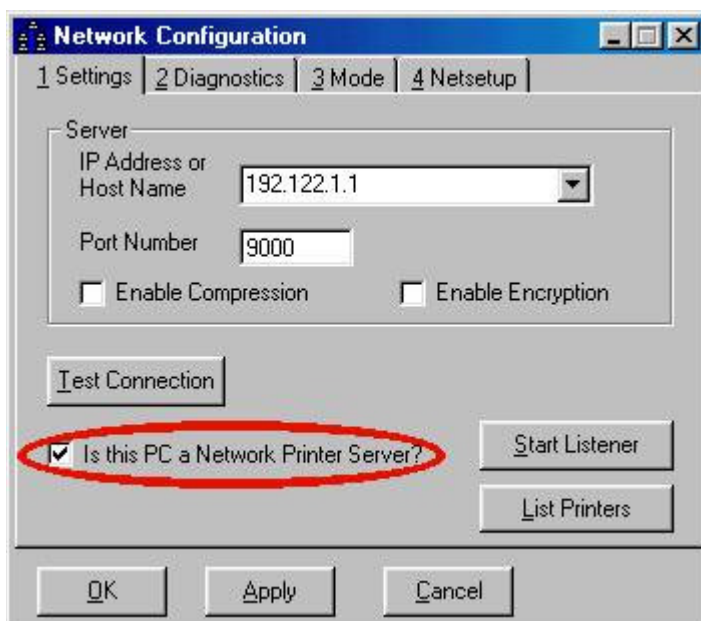 Network Configuration
1 Settings 2 Diagnostics 3 Mode 4 Netsetup
Server
IP Address or
Host Name 192.122.1.1
Port Number 9000
Enable Compression Enable Encryption
Test Connection
Is this PC a Network Printer Server? Start Listener
List Printers
OK Apply Cancel